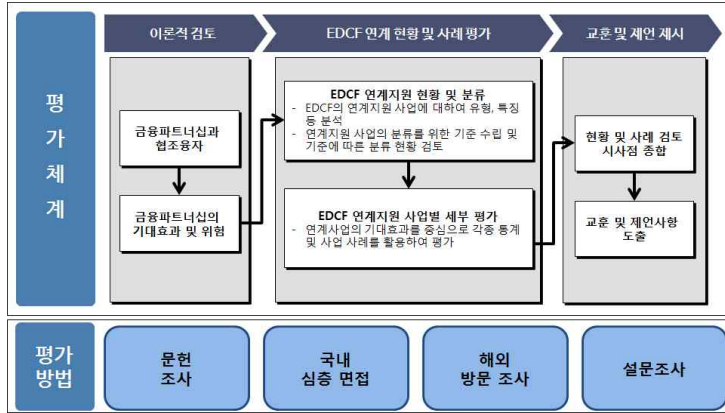 평
가
체
계
이론적 검토
EDCF 연계 현황 및 사례 평가
교훈 및 제언 제시
금융파트너십과
협조융자
금융파트너십의
기대효과 및 위험
EDCF 연계지원 현황 및 분류
- EDCF의 연계지원 사업에 대하여 유형, 특징
등 분석
- 연계지원 사업의 분류를 위한 기준 수립 및
기준에 따른 분류 현황 검토
EDCF 연계지원 사업별 세부 평가
- 연계사업의 기대효과를 중심으로 각종 통계
및 사업 사례를 활용하여 평가
현황 및 사례 검토
시사점 종합
교훈 및 제언사항
도출
평가
방법
문헌
조사
국내
심층 면접
해외
방문 조사
설문조사